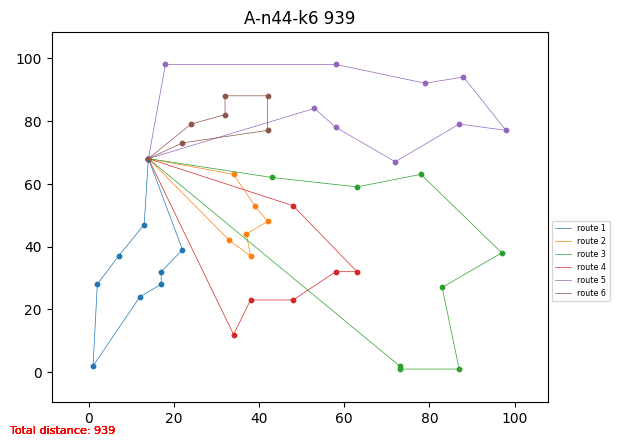 A-n44-k6 939
100
80
60
40
20
0
0 20 40 60 80 100
route 1
route 2
route 3
route 4
route 5
route 6
Total distance: 939